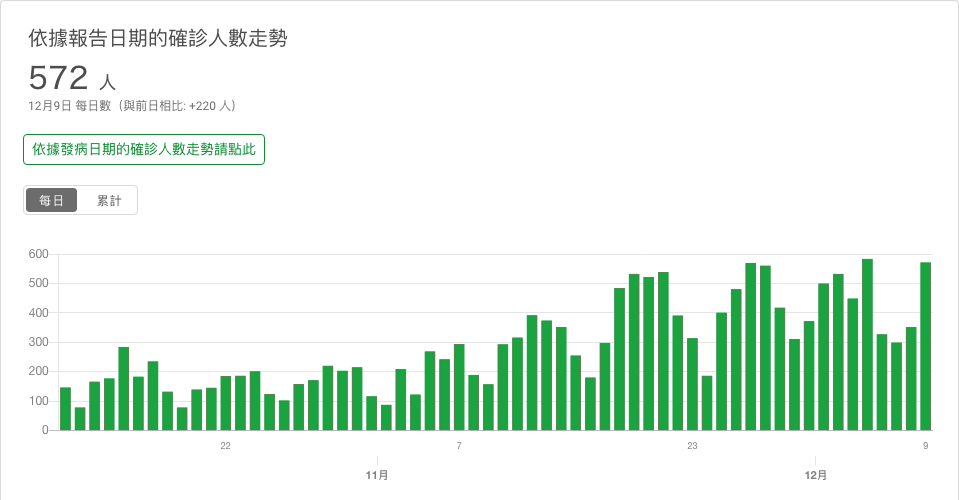 依據報告日期的確診人數走勢
572 人
12月9日 每日數（與前日相比: +220 人）
依據發病日期的確診人數走勢請點此
每日 累計
600
500
400
300
200
100
0
22 7 23 9
11月 12月